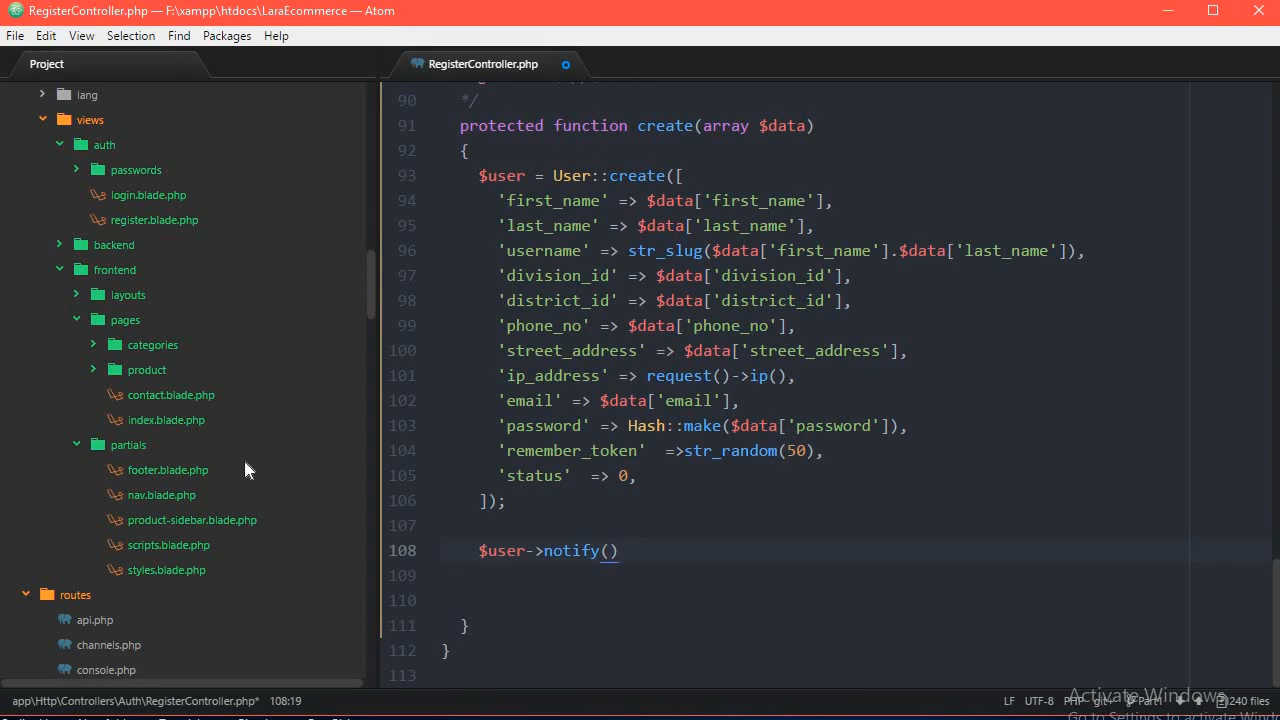 RegisterController.php — F:\xampp\htdocs\LaraEcommerce — Atom
File Edit View Selection Find Packages Help
Project
RegisterController.php
lang
views
auth
passwords
login.blade.php
register.blade.php
backend
frontend
layouts
pages
categories
product
contact.blade.php
index.blade.php
partials
footer.blade.php
nav.blade.php
product-sidebar.blade.php
scripts.blade.php
styles.blade.php
routes
api.php
channels.php
console.php
90 */
91 protected function create(array $data)
92 {
93 $user = User::create([
94 'first_name' => $data['first_name'],
95 'last_name' => $data['last_name'],
96 'username' => str_slug($data['first_name'].$data['last_name']),
97 'division_id' => $data['division_id'],
98 'district_id' => $data['district_id'],
99 'phone_no' => $data['phone_no'],
100 'street_address' => $data['street_address'],
101 'ip_address' => request()->ip(),
102 'email' => $data['email'],
103 'password' => Hash::make($data['password']),
104 'remember_token' =>str_random(50),
105 'status' => 0,
106 ]);
107
108 $user->notify()
109
110
111 }
112 }
113
app\Http\Controllers\Auth\RegisterController.php* 108:19
LF UTF-8 PHP git+ Part1 240 files
Activate Windows
Go to Settings to activate Windows